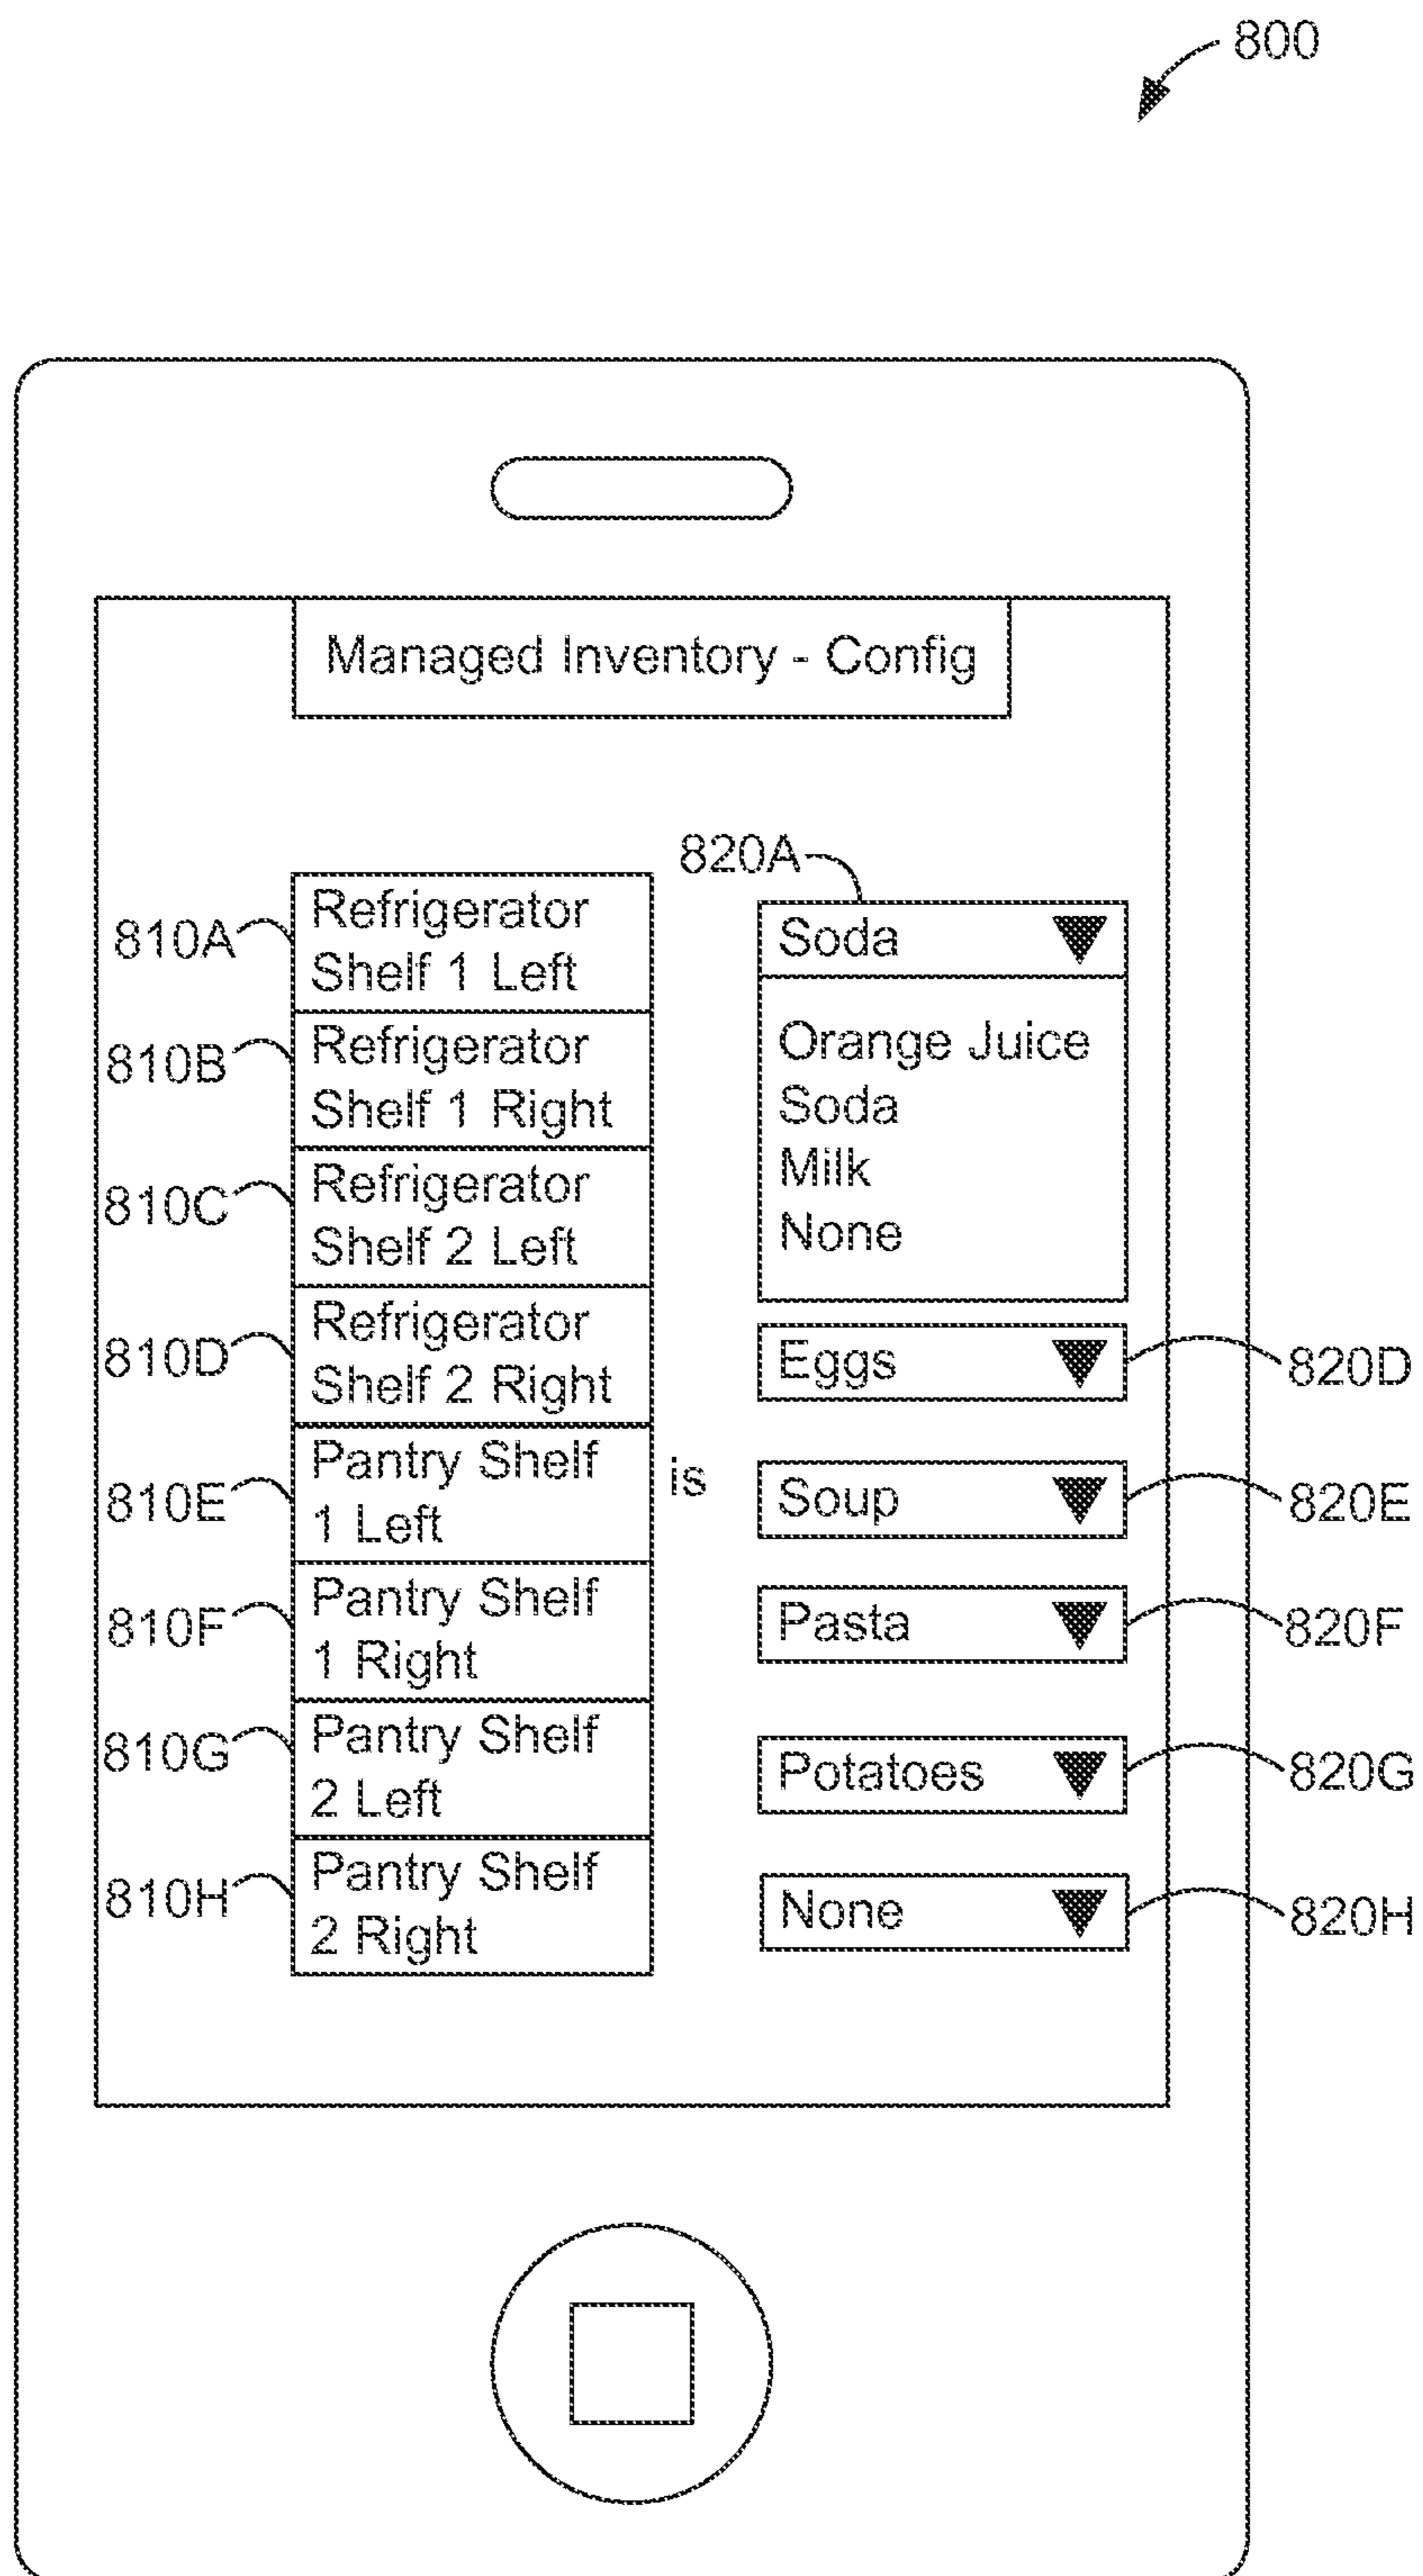 800
Managed Inventory - Config
820A
810A
Refrigerator
Shelf 1 Left
Soda
810B
Refrigerator
Shelf 1 Right
Orange Juice
Soda
Milk
None
810C
Refrigerator
Shelf 2 Left
810D
Refrigerator
Shelf 2 Right
Eggs
820D
810E
Pantry Shelf
1 Left
is
Soup
820E
810F
Pantry Shelf
1 Right
Pasta
820F
810G
Pantry Shelf
2 Left
Potatoes
820G
810H
Pantry Shelf
2 Right
None
820H